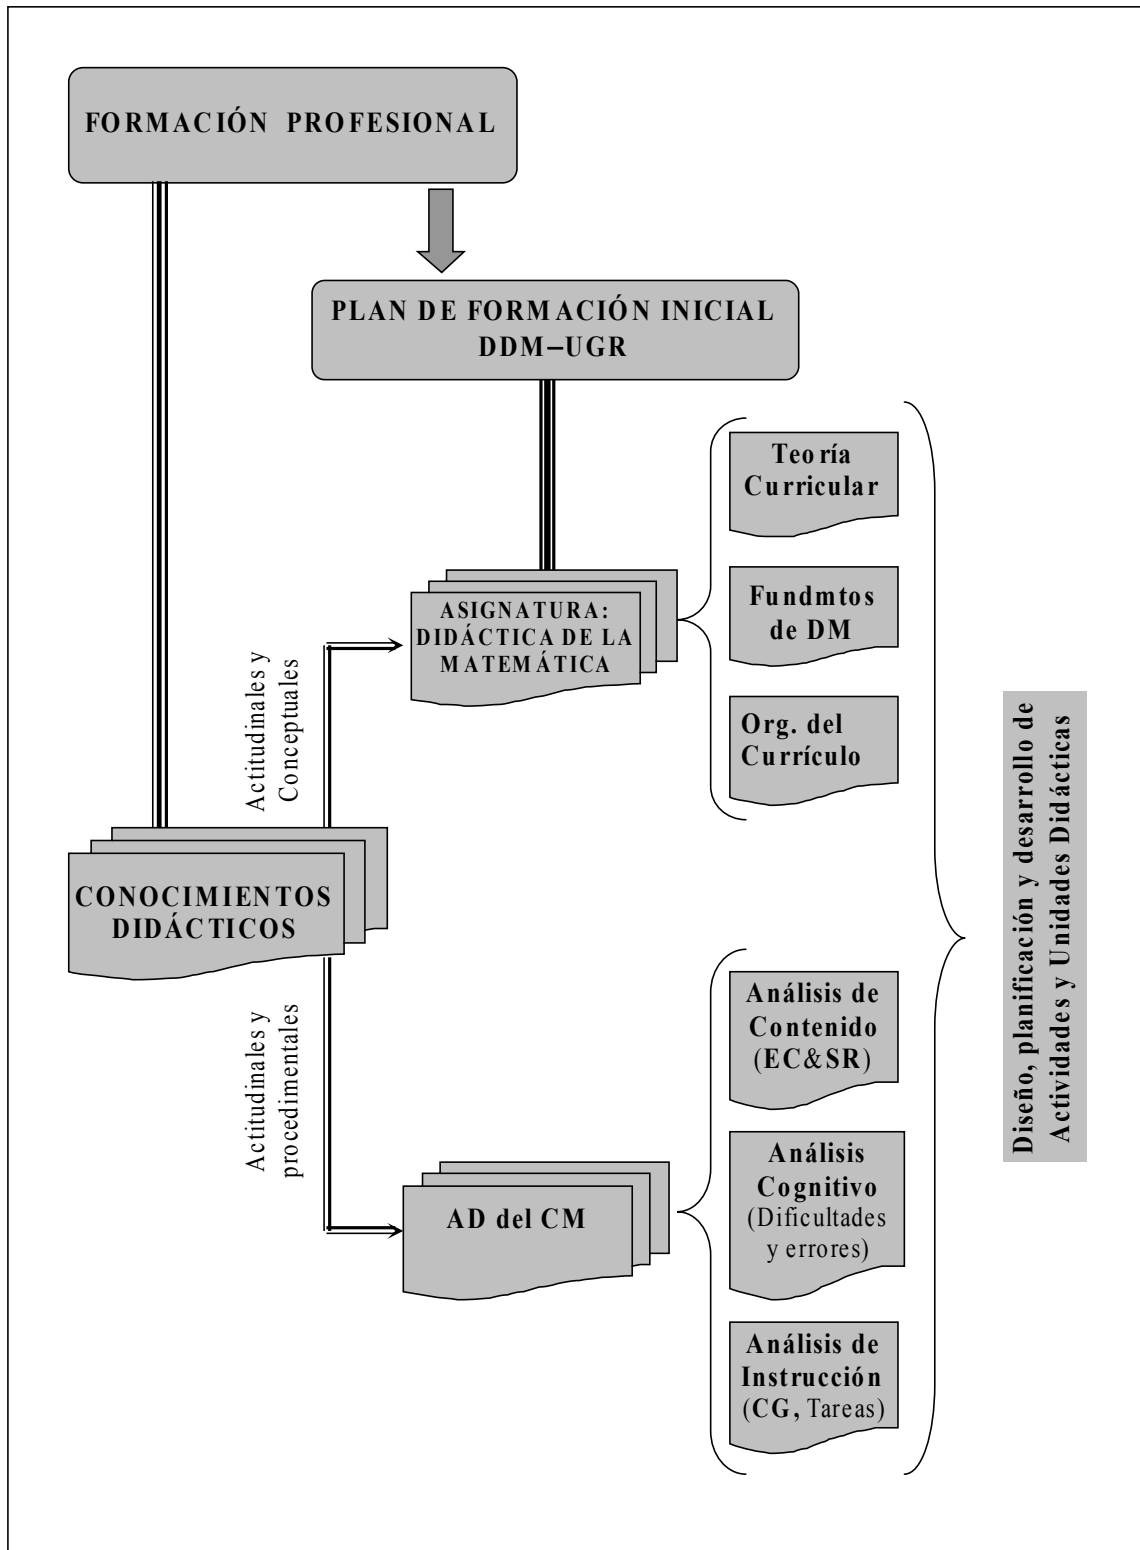 FORMACIÓN PROFESIONAL
PLAN DE FORMACIÓN INICIAL
DDM–UGR
Teoría
Curricular
Fundmtos
de DM
Org. del
Currículo
ASIGNATURA:
DIDÁCTICA DE LA
MATEMÁTICA
Actitudinales y
Conceptuales
CONOCIMIENTOS
DIDÁCTICOS
Actitudinales y
procedimentales
AD del CM
Análisis de
Contenido
(EC&SR)
Análisis
Cognitivo
(Dificultades
y errores)
Análisis de
Instrucción
(CG, Tareas)
Diseño, planificación y desarrollo de
Actividades y Unidades Didácticas